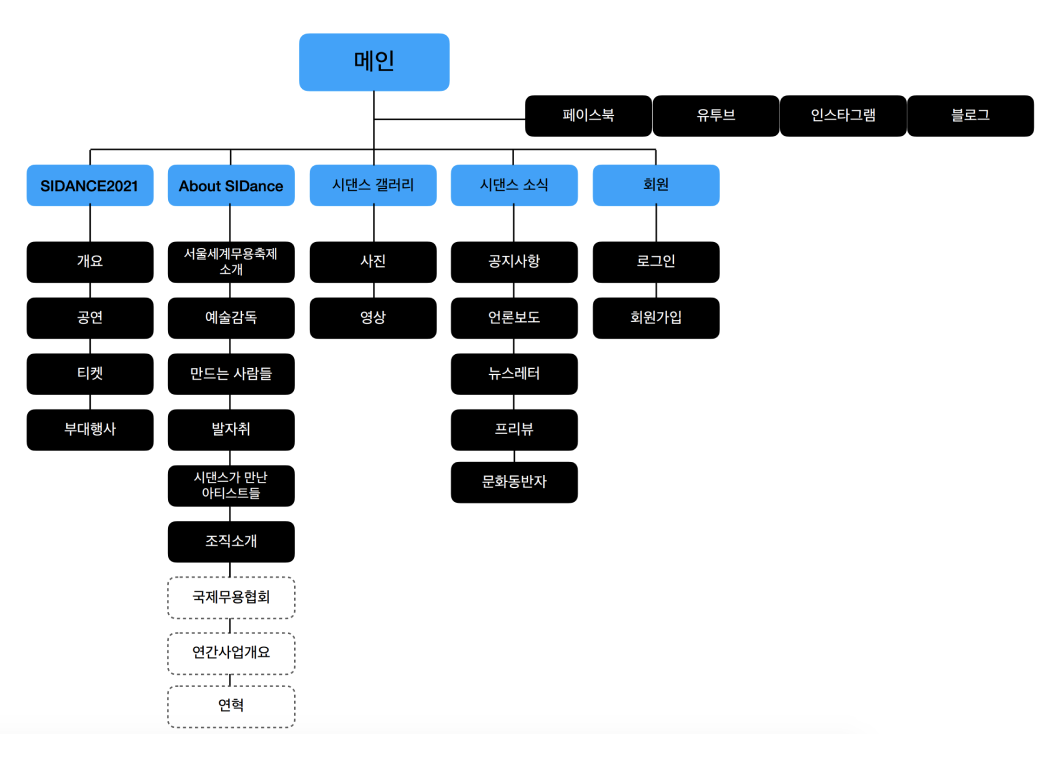 메인
페이스북
유투브
인스타그램
블로그
SIDANCE2021
About SIDance
시댄스 갤러리
시댄스 소식
회원
개요
공연
티켓
부대행사
서울세계무용축제
소개
예술감독
만드는 사람들
발자취
시댄스가 만난
아티스트들
조직소개
국제무용협회
연간사업개요
연혁
사진
영상
공지사항
언론보도
뉴스레터
프리뷰
문화동반자
로그인
회원가입